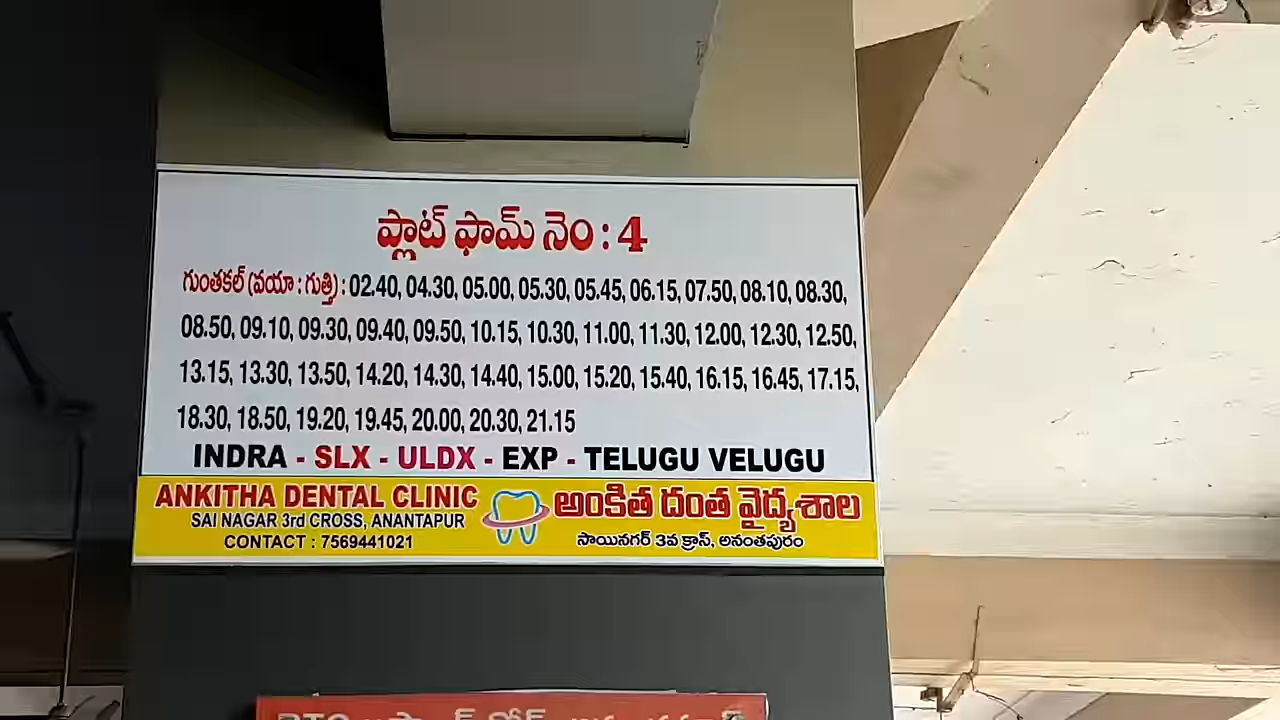 ప్లాట్ ఫామ్ నెం : 4
గుంతకల్ (వయా : గుత్తి) : 02.40, 04.30, 05.00, 05.30, 05.45, 06.15, 07.50, 08.10, 08.30,
08.50, 09.10, 09.30, 09.40, 09.50, 10.15, 10.30, 11.00, 11.30, 12.00, 12.30, 12.50,
13.15, 13.30, 13.50, 14.20, 14.30, 14.40, 15.00, 15.20, 15.40, 16.15, 16.45, 17.15,
18.30, 18.50, 19.20, 19.45, 20.00, 20.30, 21.15
INDRA - SLX - ULDX - EXP - TELUGU VELUGU
ANKITHA DENTAL CLINIC
SAI NAGAR 3rd CROSS, ANANTAPUR
CONTACT : 7569441021
అంకిత దంత వైద్యశాల
సాయినగర్ 3వ క్రాస్, అనంతపురం